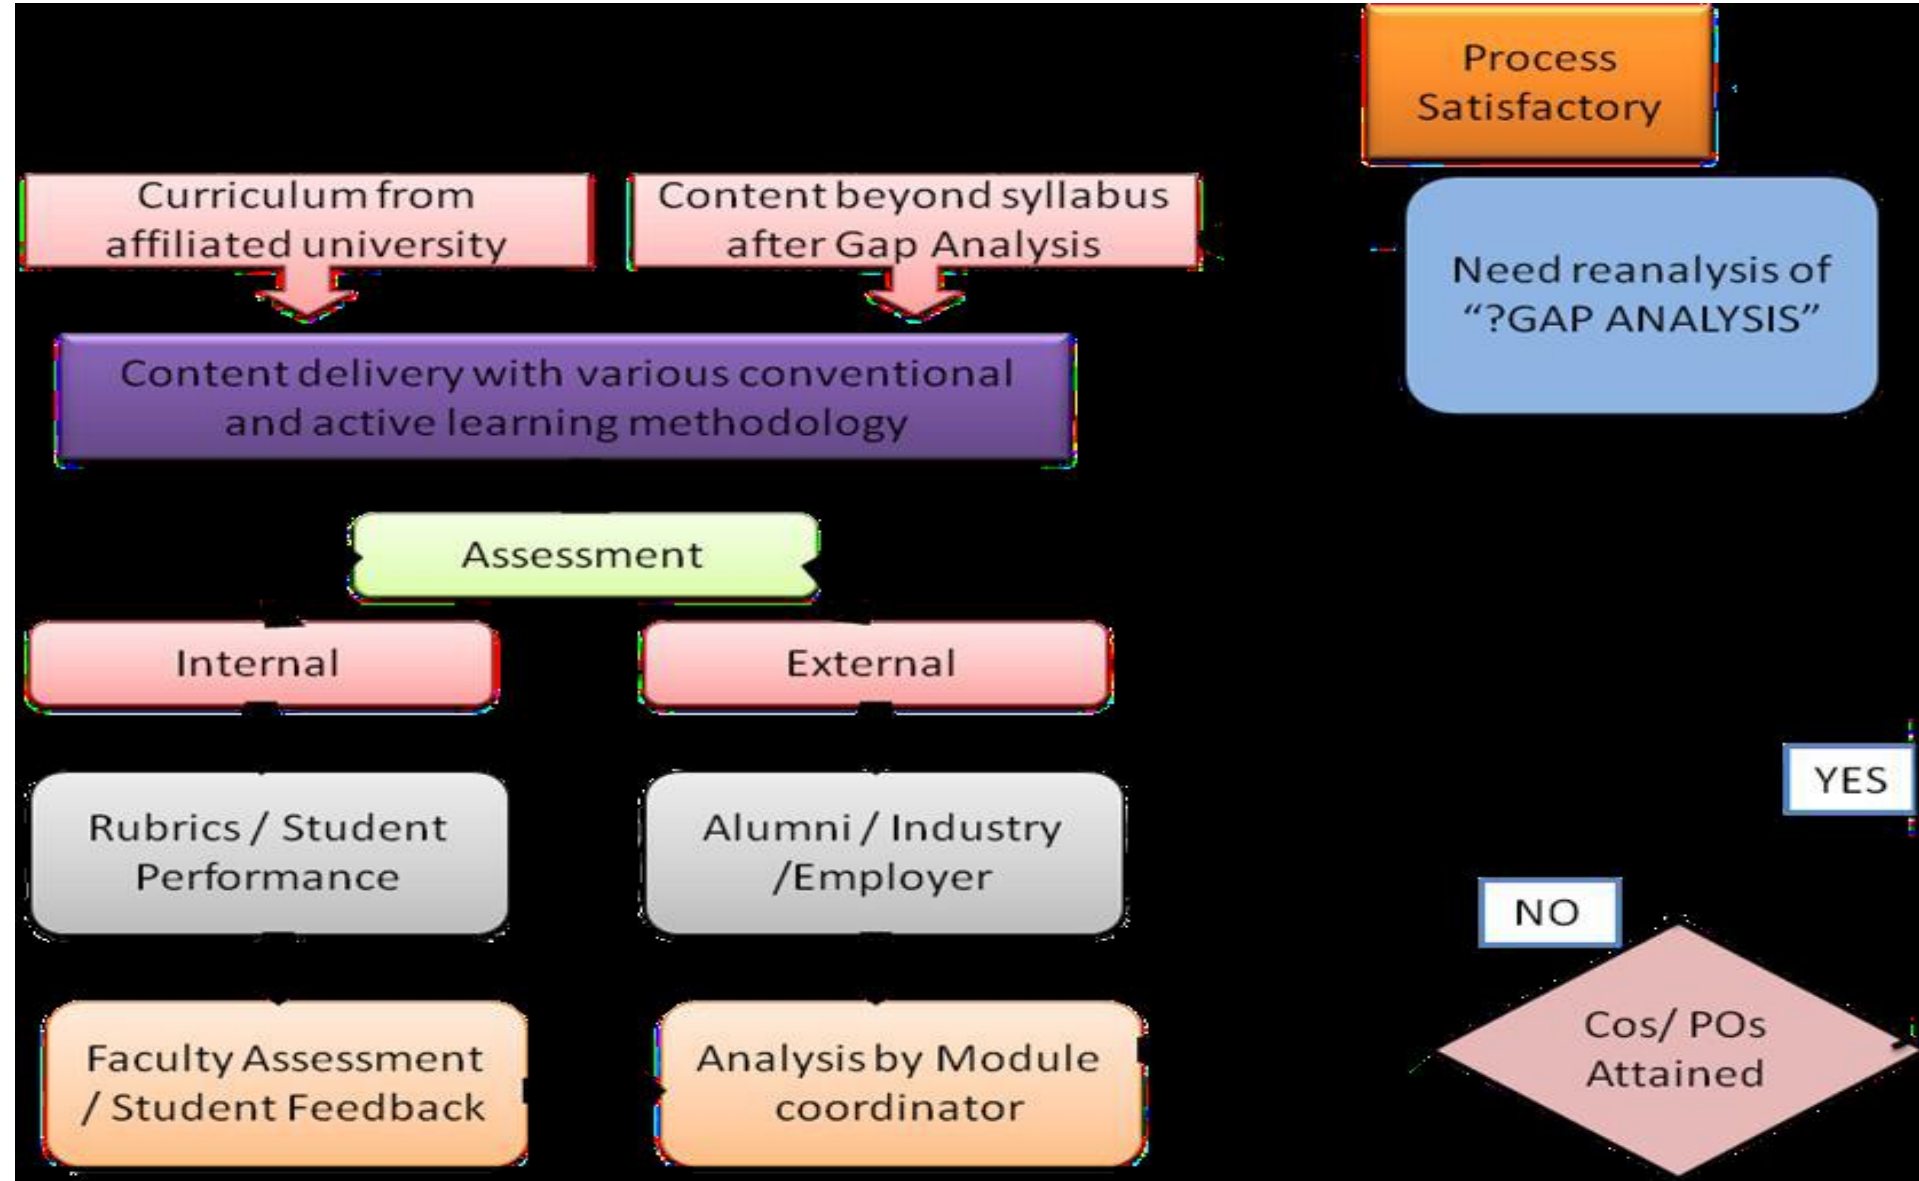 Process
Satisfactory
Curriculum from
affiliated university
Content beyond syllabus
after Gap Analysis
Need reanalysis of
“?GAP ANALYSIS”
Content delivery with various conventional
and active learning methodology
Assessment
Internal
External
YES
Rubrics / Student
Performance
Alumni / Industry
/Employer
NO
Faculty Assessment
/ Student Feedback
Analysis by Module
coordinator
Cos/ POs
Attained